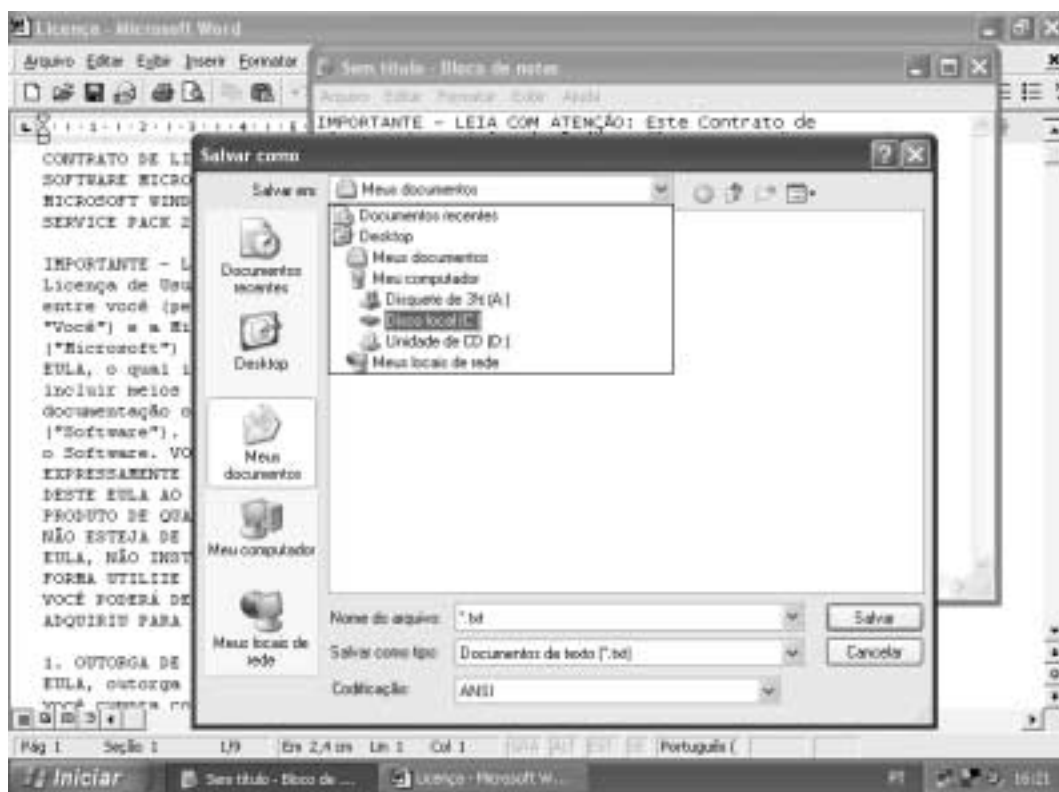 Licença - Microsoft Word
Arquivo Editar Exibir Inserir Formatar
Sem título - Bloco de notas
Arquivo Editar Formatar Exibir Ajuda
IMPORTANTE - LEIA COM ATENÇÃO: Este Contrato de
CONTRATO DE LI
SOFTWARE MICRO
MICROSOFT WIND
SERVICE PACK 2
IMPORTANTE - L
Licença de Usu
entre você (pe
"Você") e a Mi
("Microsoft")
EULA, o qual i
incluir meios
documentação o
("Software").
o Software. VO
EXPRESSAMENTE
DESTE EULA AO
PRODUTO DE QUA
NÃO ESTEJA DE
EULA, NÃO INST
FORMA UTILIZE
VOCÊ PODERÁ DE
ADQUIRIU PARA
1. OUTORGA DE
EULA, outorga
Salvar como
Salvar em:
Meus documentos
Documentos recentes
Desktop
Meus documentos
Meu computador
Disquete de 3½ (A:)
Disco local (C:)
Unidade de CD (D:)
Meus locais de rede
Documentos recentes
Desktop
Meus documentos
Meu computador
Meus locais de rede
Nome do arquivo: *.txt
Salvar
Salvar como tipo: Documentos de texto (*.txt)
Cancelar
Codificação: ANSI
Pág 1 Seção 1 1/9 Em 2,4 cm Lin 1 Col 1 Português (
Iniciar
Sem título - Bloco de ...
Licença - Microsoft W...
PT
16:21